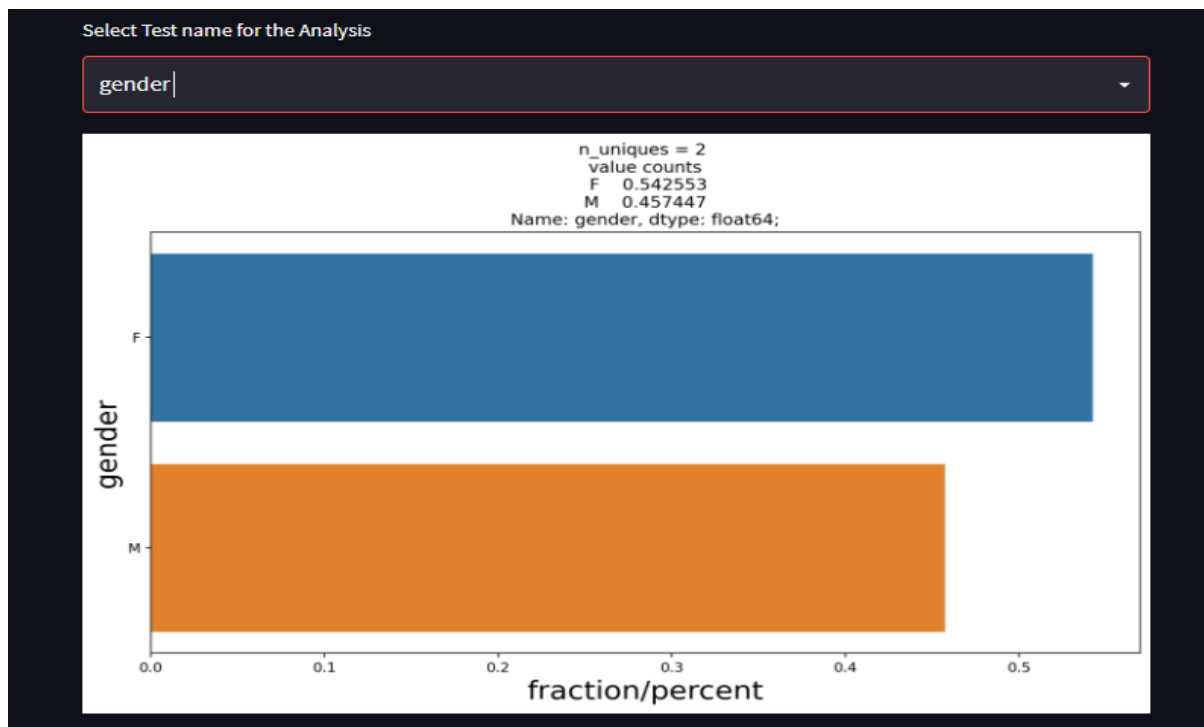 Select Test name for the Analysis
gender
n_uniques = 2
value counts
F 0.542553
M 0.457447
Name: gender, dtype: float64;
F
gender
M
0.0 0.1 0.2 0.3 0.4 0.5
fraction/percent